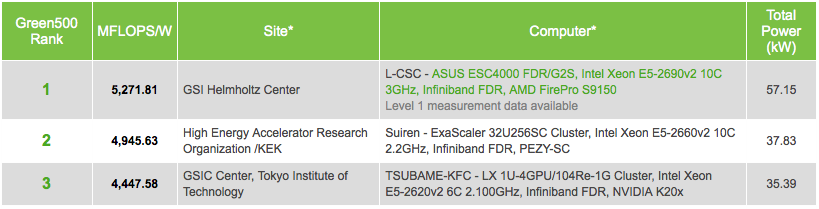 Green500 Rank MFLOPS/W Site* Computer* Total Power (kW)
1 5,271.81 GSI Helmholtz Center L-CSC - ASUS ESC4000 FDR/G2S, Intel Xeon E5-2690v2 10C
3GHz, Infiniband FDR, AMD FirePro S9150
Level 1 measurement data available 57.15
2 4,945.63 High Energy Accelerator Research
Organization /KEK Suiren - ExaScaler 32U256SC Cluster, Intel Xeon E5-2660v2 10C
2.2GHz, Infiniband FDR, PEZY-SC 37.83
3 4,447.58 GSIC Center, Tokyo Institute of
Technology TSUBAME-KFC - LX 1U-4GPU/104Re-1G Cluster, Intel Xeon
E5-2620v2 6C 2.100GHz, Infiniband FDR, NVIDIA K20x 35.39